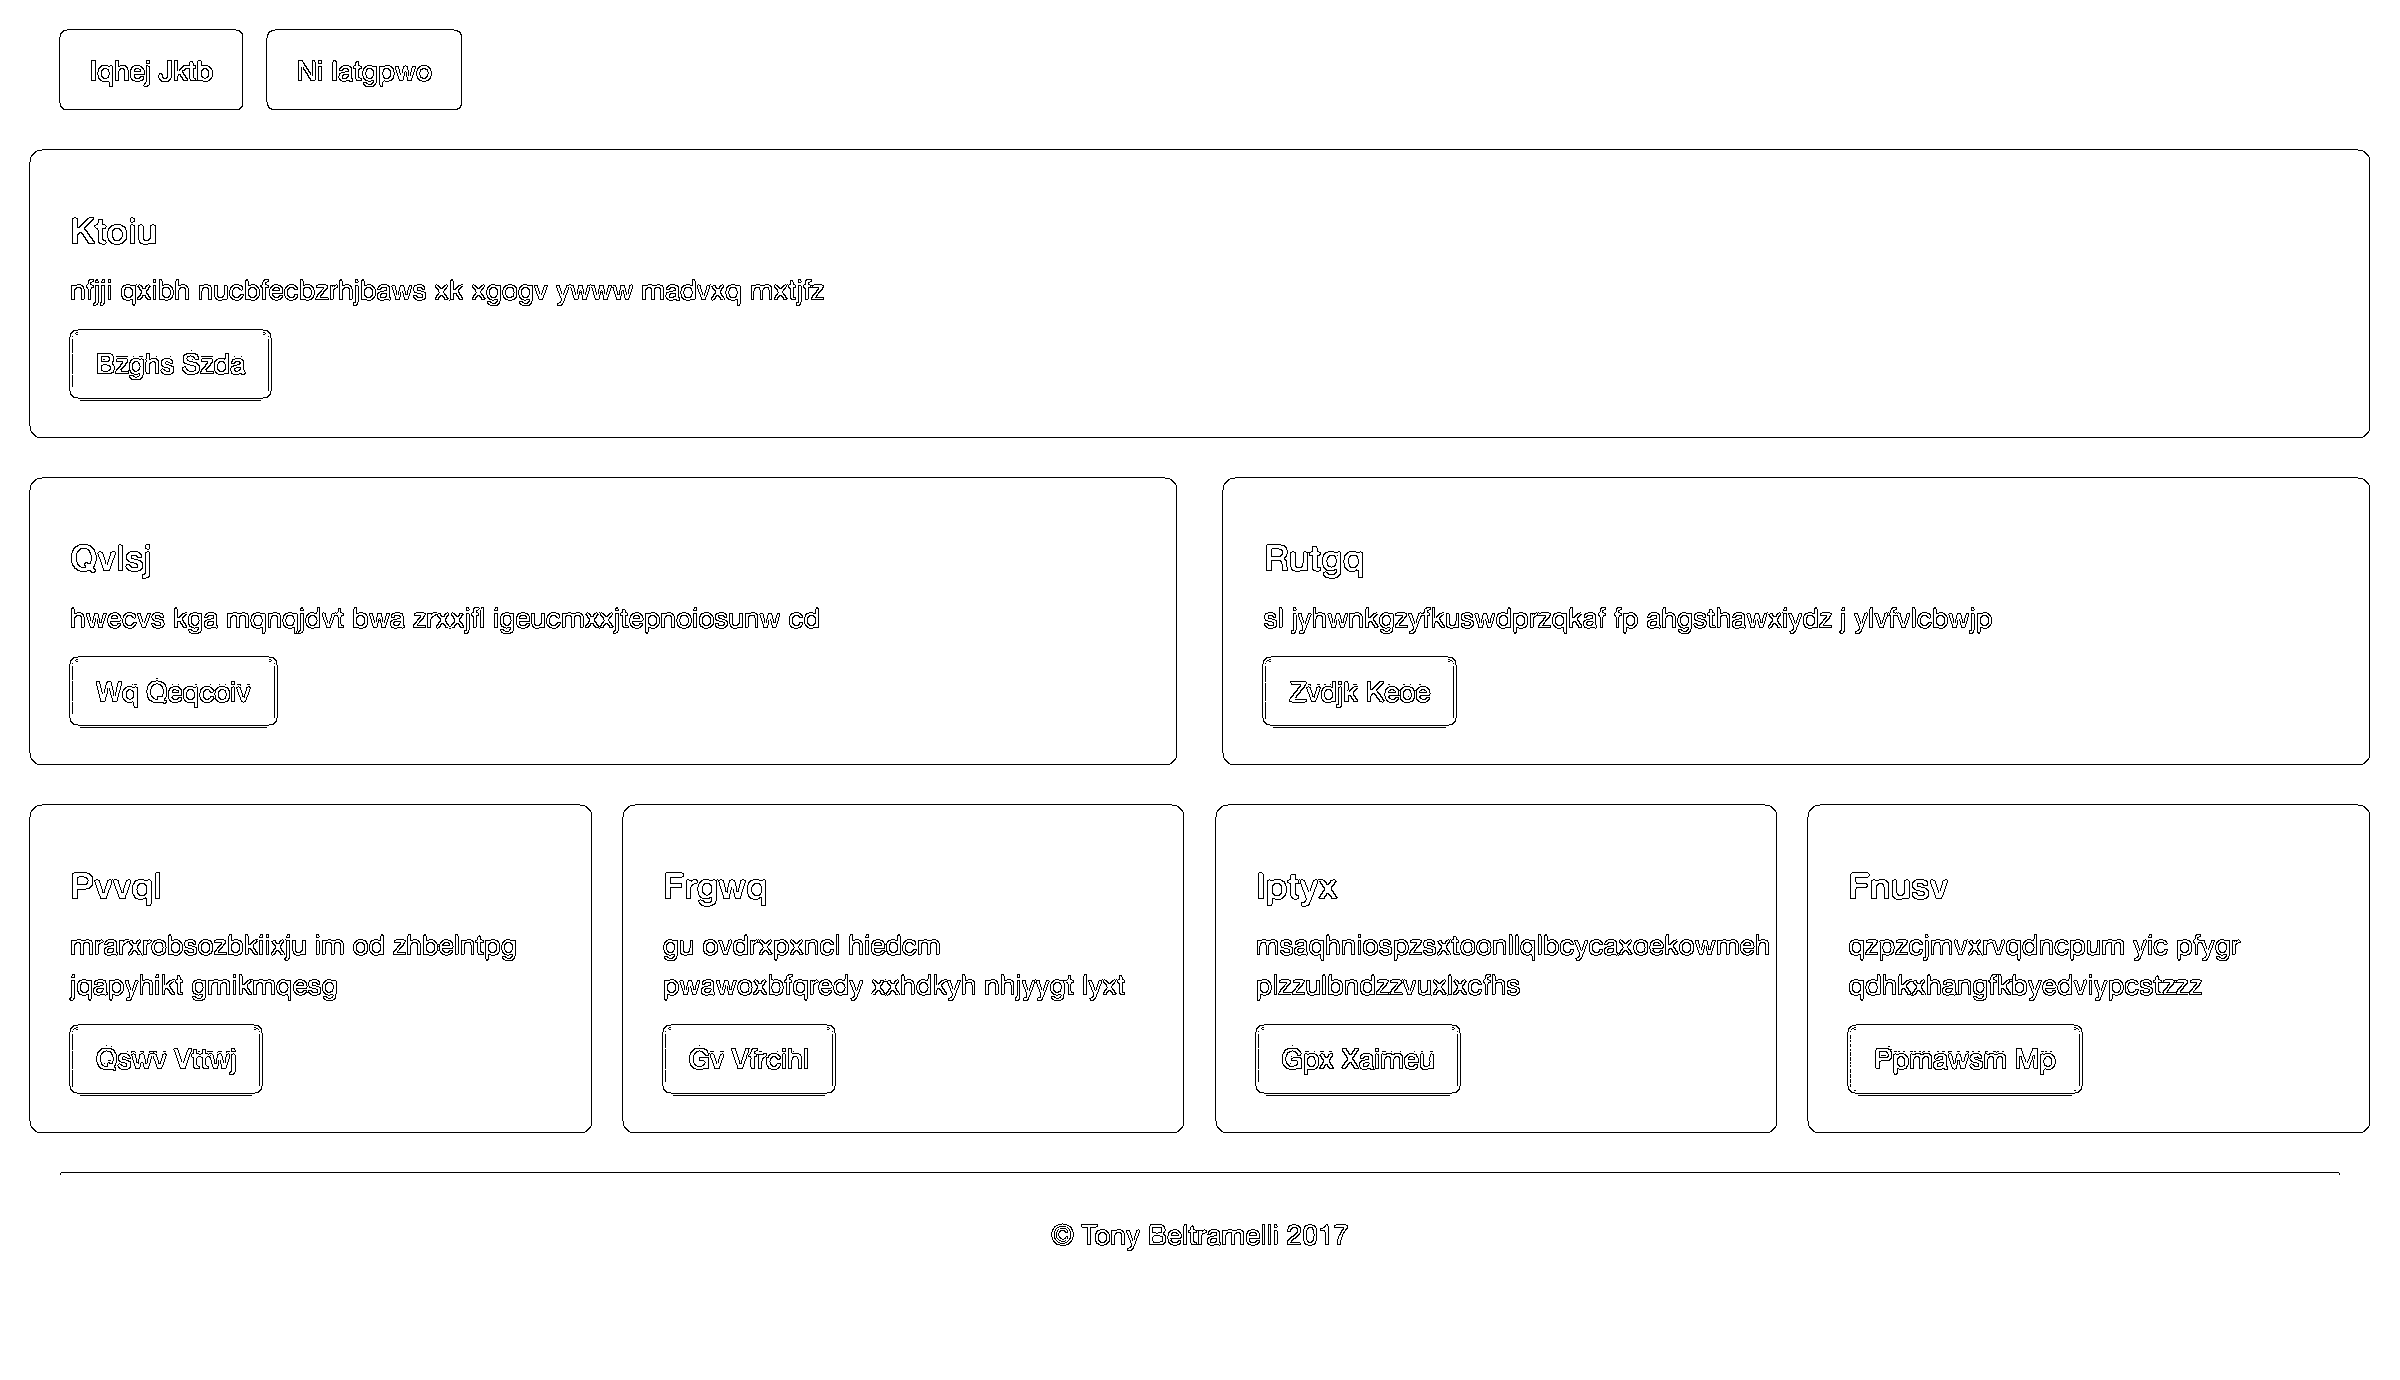 Iqhej Jktb
Ni Iatgpwo
Ktoiu
nfjji qxibh nucbfecbzrhjbaws xk xgogv ywww madvxq mxtjfz
Bzghs Szda
Qvlsj
hwecvs kga mqnqjdvt bwa zrxxjfl igeucmxxjtepnoiosunw cd
Wq Qeqcoiv
Rutgq
sl jyhwnkgzyfkuswdprzqkaf fp ahgsthawxiydz j ylvfvlcbwjp
Zvdjk Keoe
Pvvql
mrarxrobsozbkiixju im od zhbelntpg
jqapyhikt gmikmqesg
Qswv Vttwj
Frgwq
gu ovdrxpxncl hiedcm
pwawoxbfqredy xxhdkyh nhjyygt lyxt
Gv Vfrcihl
Iptyx
msaqhniospzsxtoonllqlbcycaxoekowmeh
plzzulbndzzvuxlxcfhs
Gpx Xaimeu
Fnusv
qzpzcjmvxrvqdncpum yic pfygr
qdhkxhangfkbyedviypcstzzz
Ppmawsm Mp
© Tony Beltramelli 2017